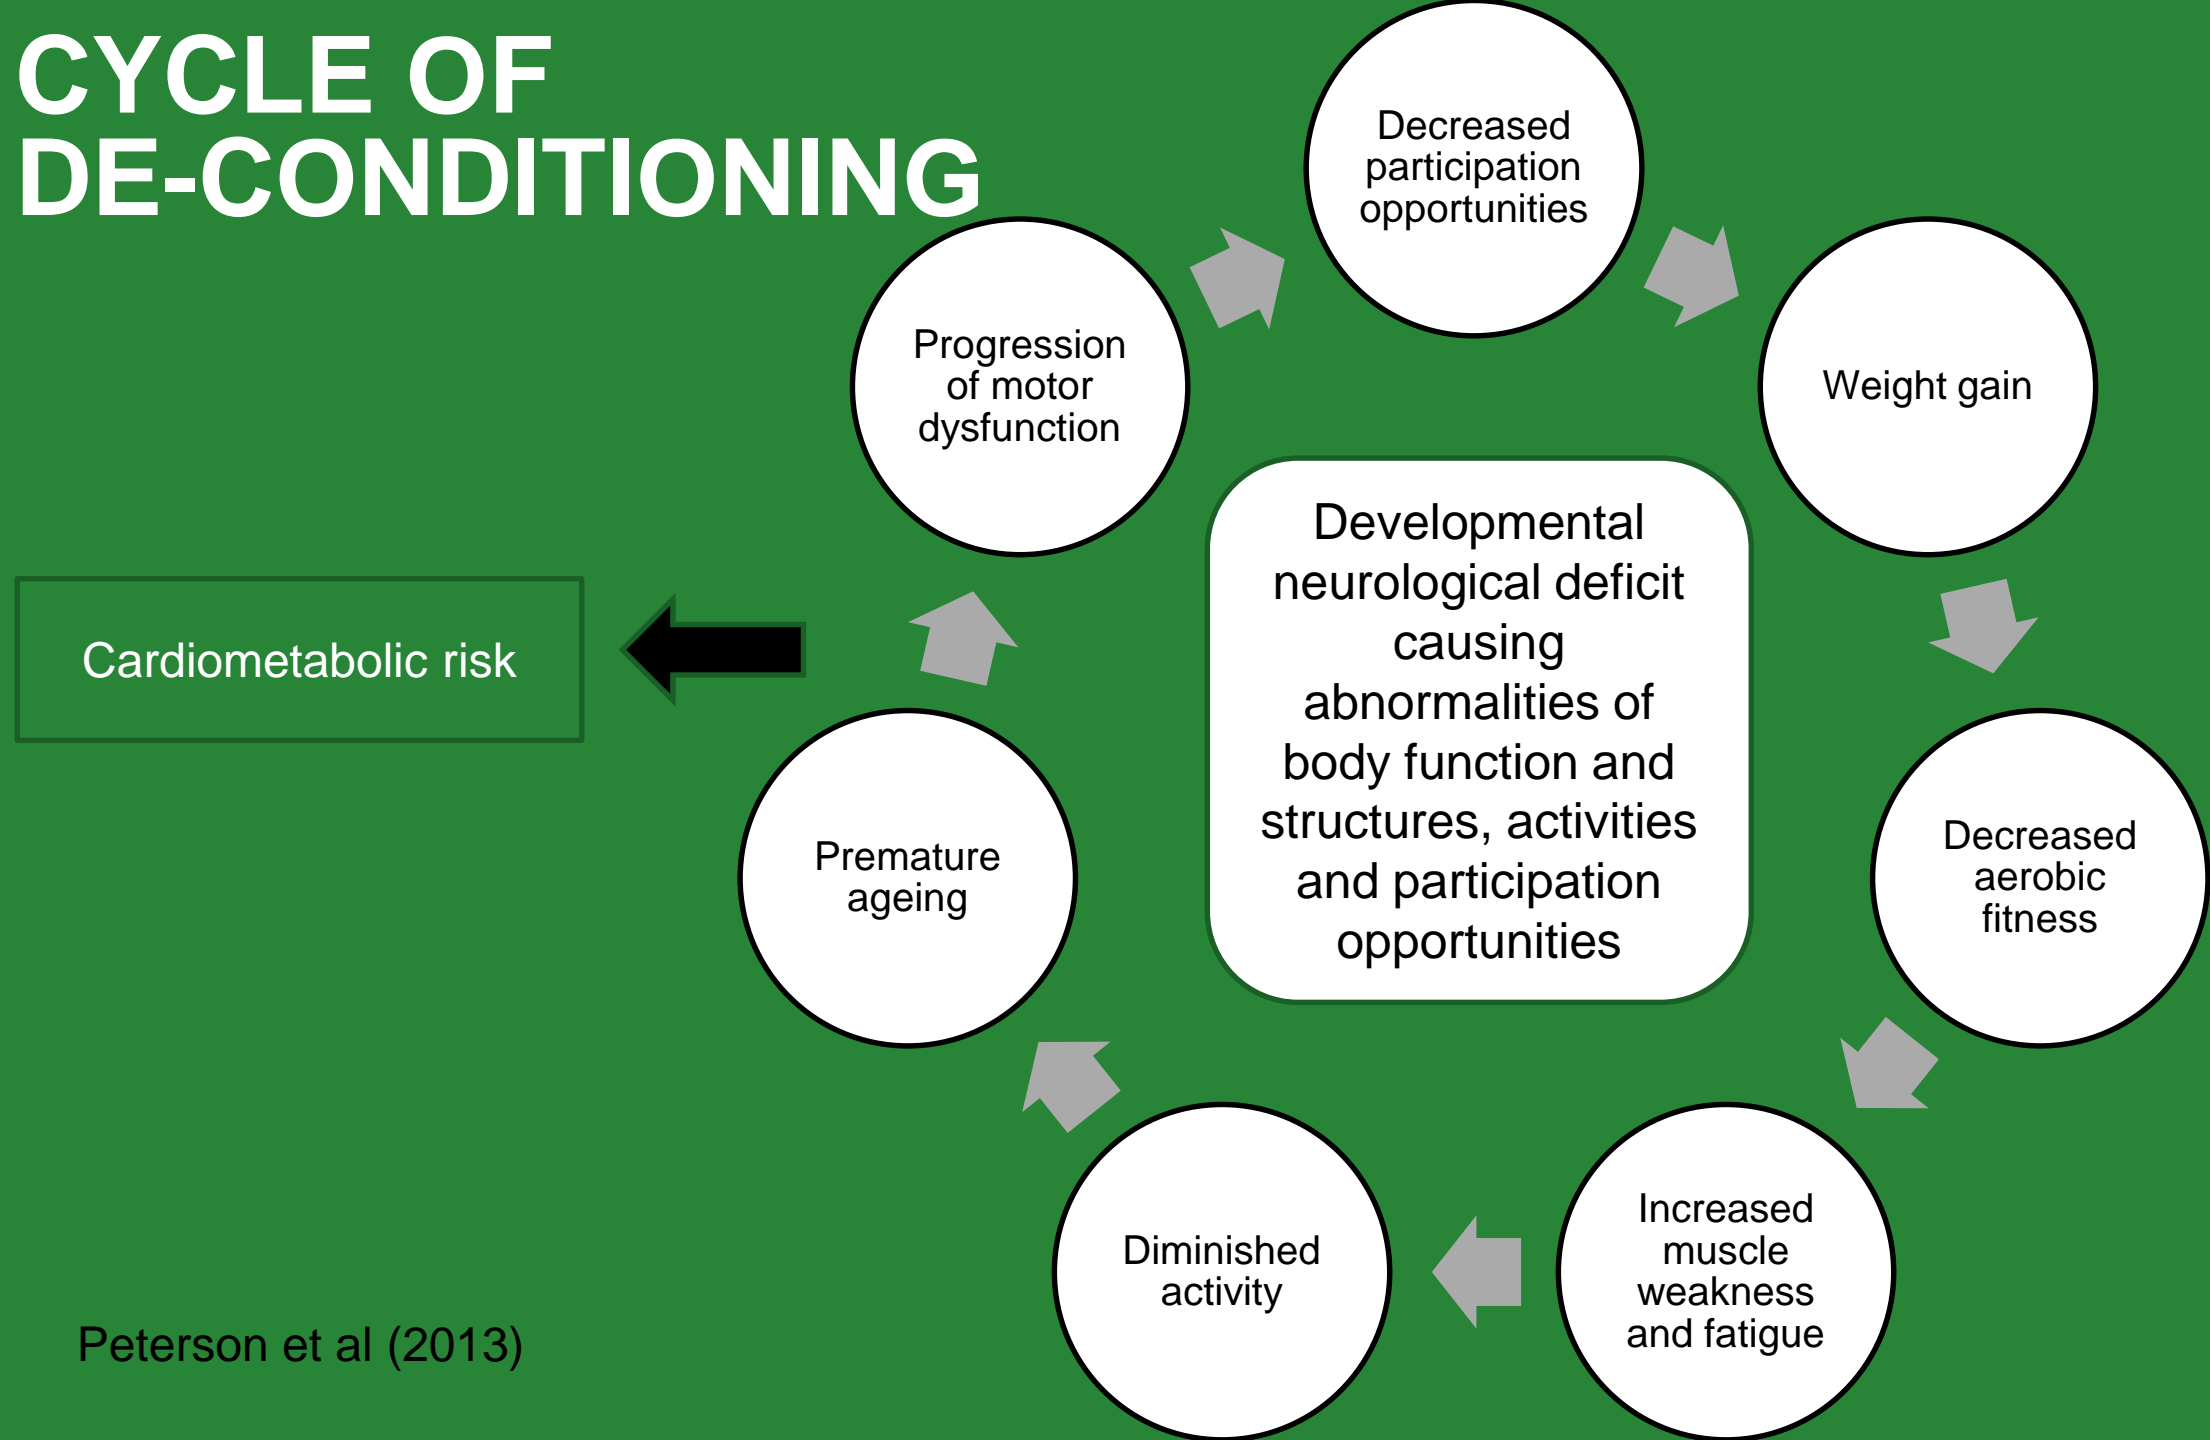 CYCLE OF
DE-CONDITIONING
Decreased
participation
opportunities
Weight gain
Decreased
aerobic
fitness
Increased
muscle
weakness
and fatigue
Diminished
activity
Premature
ageing
Progression
of motor
dysfunction
Developmental
neurological deficit
causing
abnormalities of
body function and
structures, activities
and participation
opportunities
Cardiometabolic risk
Peterson et al (2013)